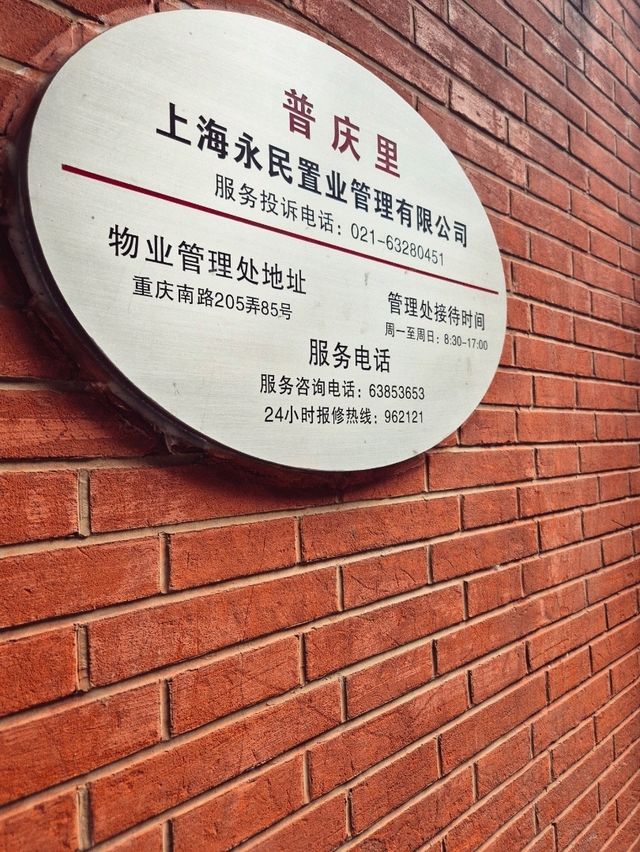 普庆里
上海永民置业管理有限公司
服务投诉电话：021-63280451
物业管理处地址
重庆南路205弄85号
管理处接待时间
周一至周日：8:30-17:00
服务电话
服务咨询电话：63853653
24小时报修热线：962121